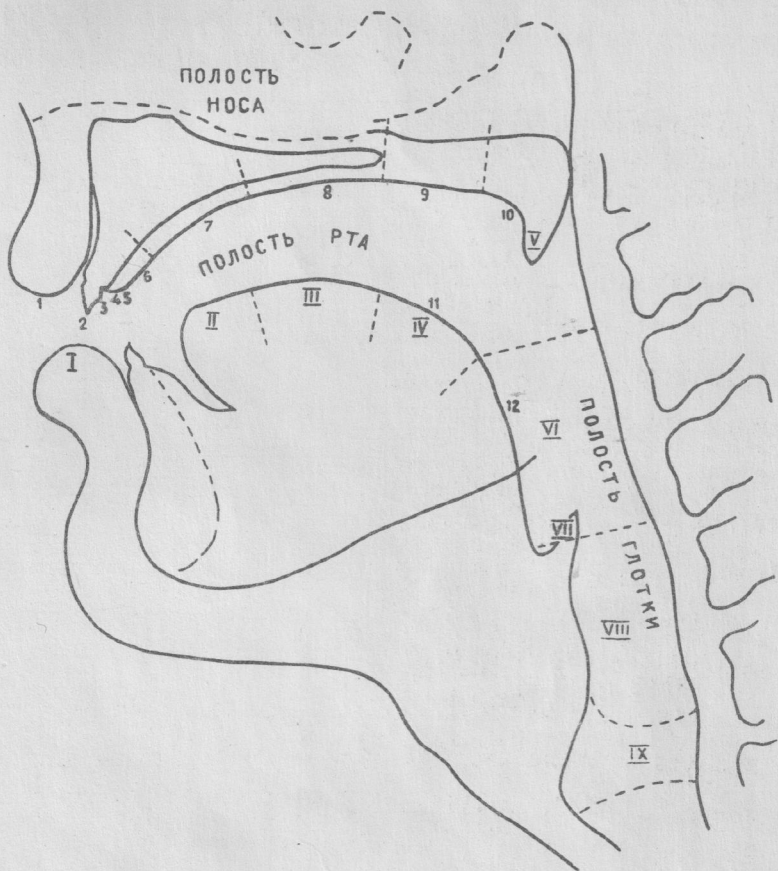 ПОЛОСТЬ
НОСА
8
9
7
10
V
ПОЛОСТЬ РТА
6
1
2
3
4
5
II
III
11
IV
I
12
VI
ПОЛОСТЬ ГЛОТКИ
VII
VIII
IX